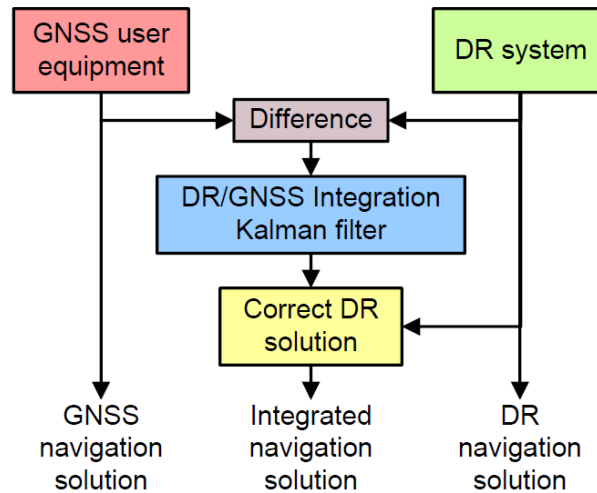 GNSS user
equipment
DR system
Difference
DR/GNSS Integration
Kalman filter
Correct DR
solution
GNSS
navigation
solution
Integrated
navigation
solution
DR
navigation
solution